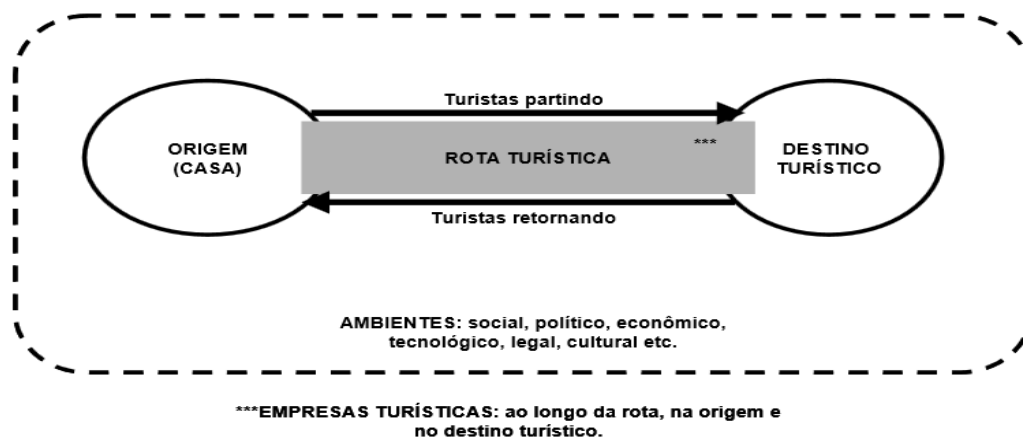 Turistas partindo
ORIGEM
(CASA)
ROTA TURÍSTICA
***
DESTINO
TURÍSTICO
Turistas retornando
AMBIENTES: social, político, econômico,
tecnológico, legal, cultural etc.
***EMPRESAS TURÍSTICAS: ao longo da rota, na origem e
no destino turístico.